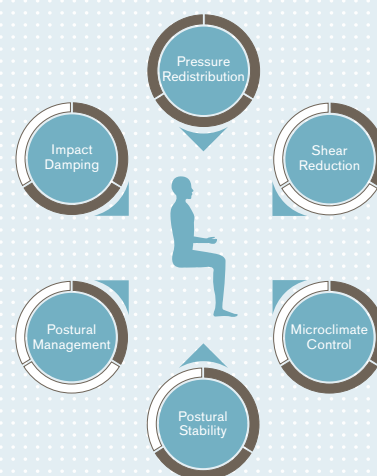 Pressure
Redistribution
Impact
Damping
Shear
Reduction
Postural
Management
Microclimate
Control
Postural
Stability